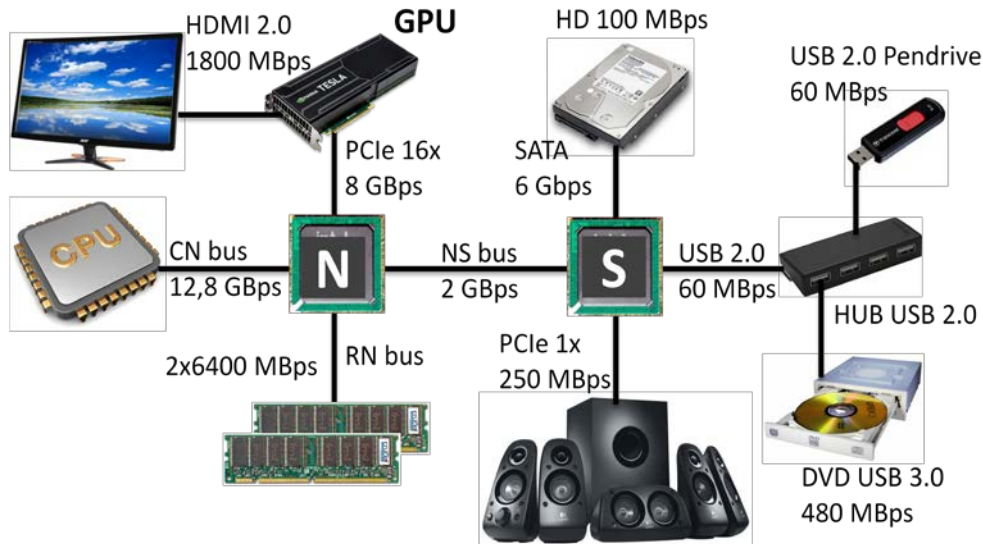 HDMI 2.0
1800 MBps
GPU
TESLA
HD 100 MBps
USB 2.0 Pendrive
60 MBps
PCIe 16x
8 GBps
SATA
6 Gbps
CPU
CN bus
12,8 GBps
N
NS bus
2 GBps
S
USB 2.0
60 MBps
HUB USB 2.0
2x6400 MBps
RN bus
PCIe 1x
250 MBps
DVD USB 3.0
480 MBps